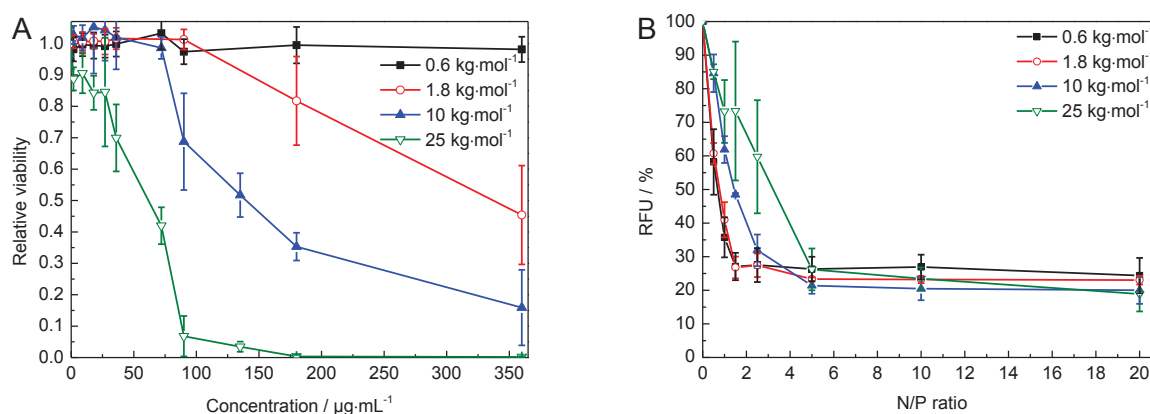 A
Relative viability
1.0
0.9
0.8
0.7
0.6
0.5
0.4
0.3
0.2
0.1
0.0
0 50 100 150 200 250 300 350
Concentration / µg·mL⁻¹
0.6 kg·mol⁻¹
1.8 kg·mol⁻¹
10 kg·mol⁻¹
25 kg·mol⁻¹
B
RFU / %
100
90
80
70
60
50
40
30
20
10
0
0 2 4 6 8 10 12 14 16 18 20
N/P ratio
0.6 kg·mol⁻¹
1.8 kg·mol⁻¹
10 kg·mol⁻¹
25 kg·mol⁻¹